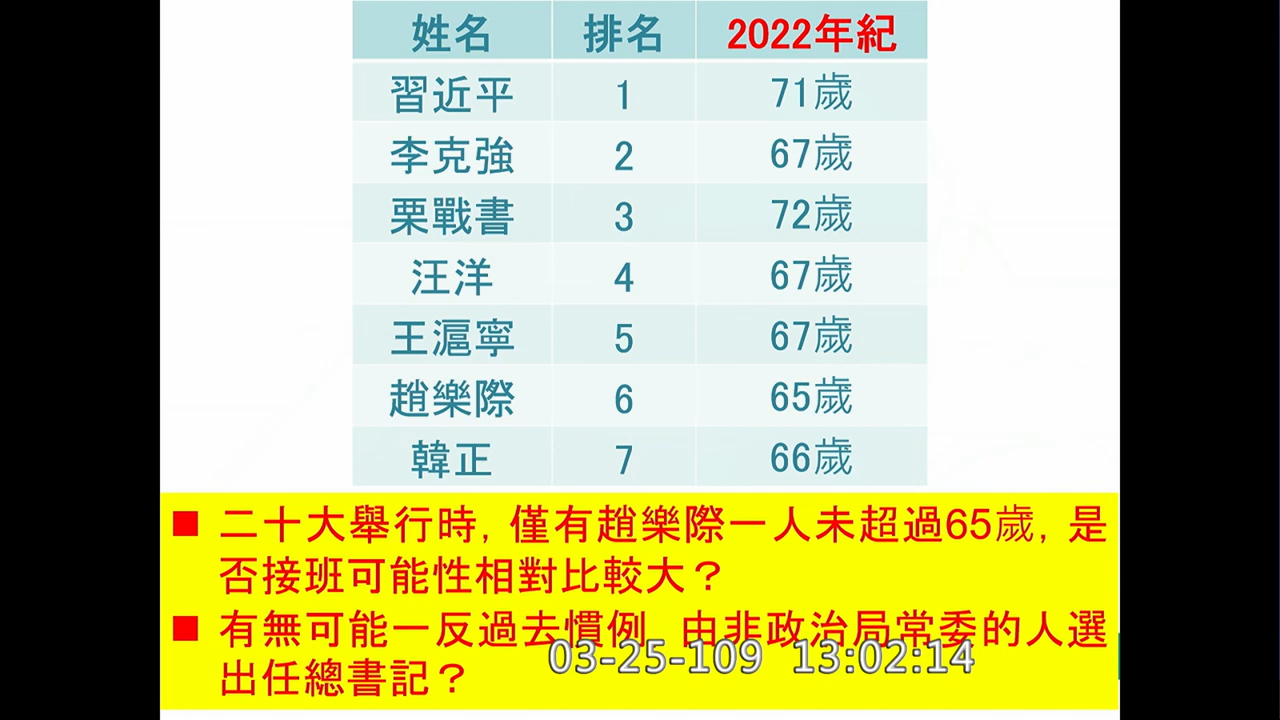 姓名 排名 2022年紀
習近平 1 71歲
李克強 2 67歲
栗戰書 3 72歲
汪洋 4 67歲
王滬寧 5 67歲
趙樂際 6 65歲
韓正 7 66歲
■ 二十大舉行時, 僅有趙樂際一人未超過65歲, 是
否接班可能性相對比較大？
■ 有無可能一反過去慣例, 由非政治局常委的人選
出任總書記？
03-25-109 13:02:14